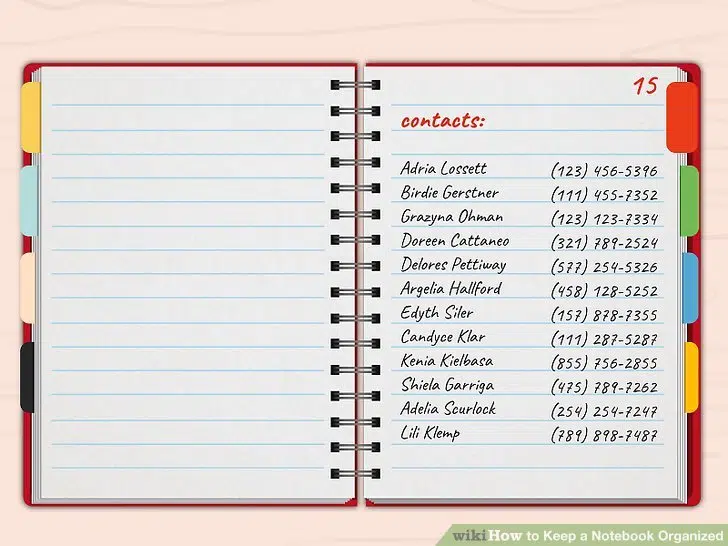 15
contacts:
Adria Lossett (123) 456-5396
Birdie Gerstner (111) 455-7352
Grazyna Ohman (123) 123-7334
Doreen Cattaneo (321) 789-2524
Delores Pettiway (577) 254-5326
Argelia Hallford (458) 128-5252
Edyth Siler (157) 878-7355
Candyce Klar (111) 287-5287
Kenia Kielbasa (855) 756-2855
Shiela Garriga (475) 789-7262
Adelia Scurlock (254) 254-7247
Lili Klemp (789) 898-7487
wikiHow to Keep a Notebook Organized